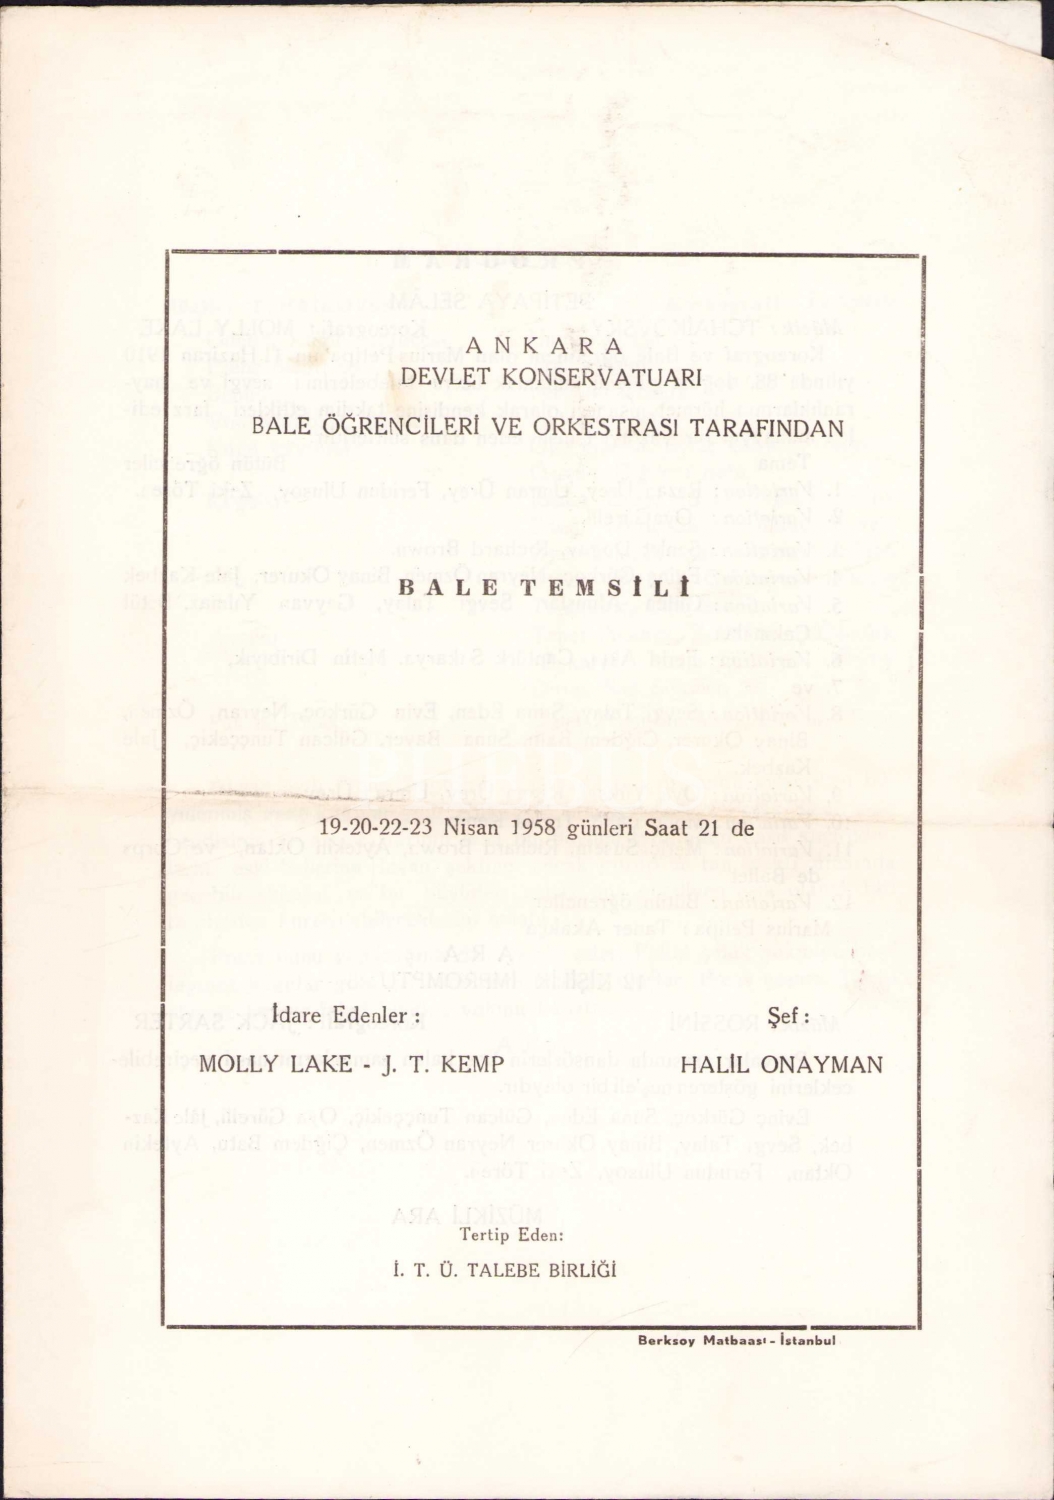 ANKARA
DEVLET KONSERVATUARI
BALE ÖĞRENCİLERİ VE ORKESTRASI TARAFINDAN
BALE TEMSİLİ
19-20-22-23 Nisan 1958 günleri Saat 21 de
İdare Edenler :
MOLLY LAKE - J. T. KEMP
Şef :
HALİL ONAYMAN
Tertip Eden:
İ. T. Ü. TALEBE BİRLİĞİ
Berksoy Matbaası - İstanbul